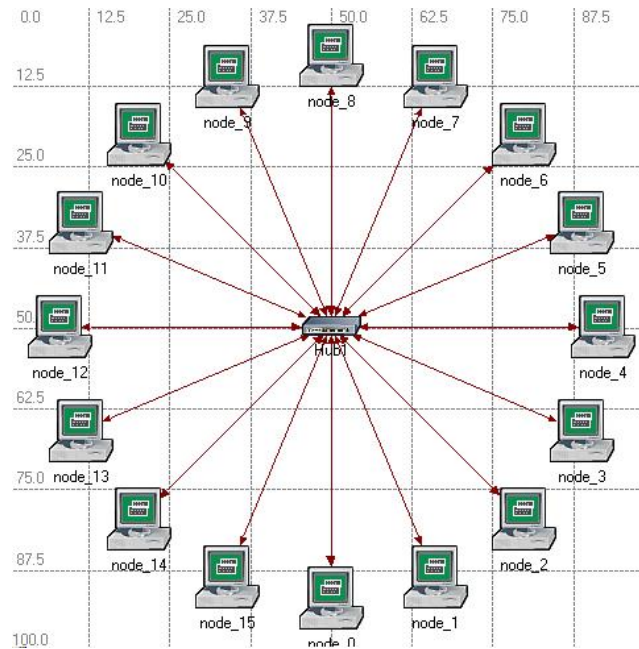 0.0 12.5 25.0 37.5 50.0 62.5 75.0 87.5
12.5
node_8
node_9
node_7
25.0
node_10
node_6
37.5
node_11
node_5
50.0
Hub1
node_12
node_4
62.5
node_13
node_3
75.0
node_14
node_2
87.5
node_15
node_1
node_0
100.0